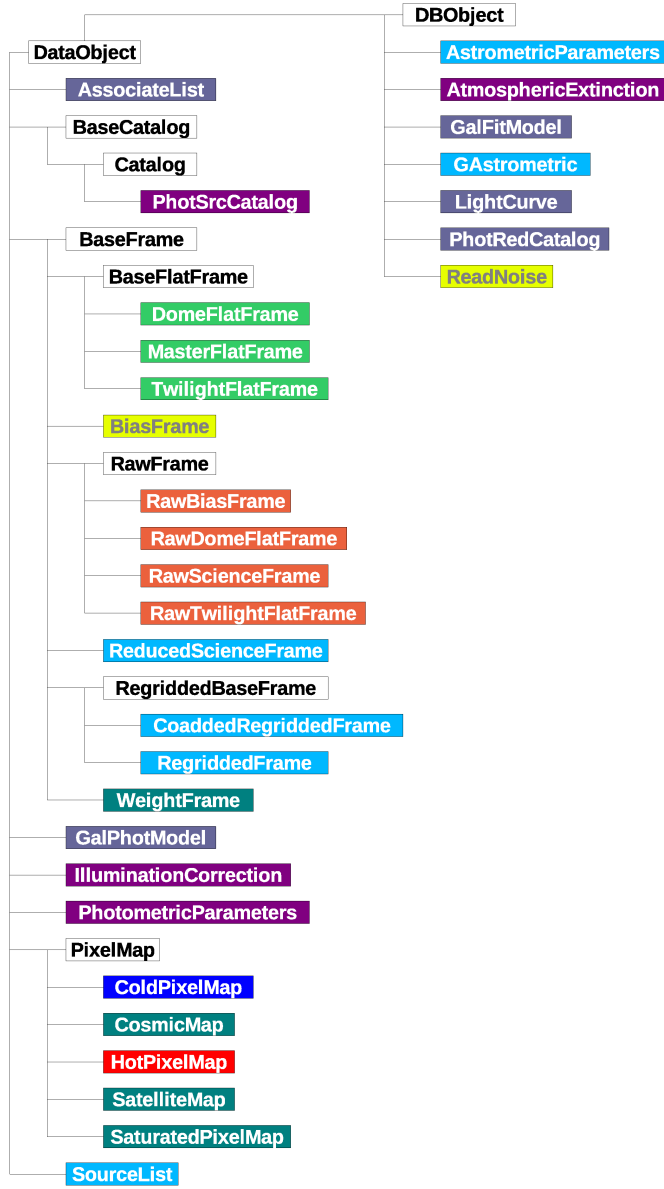 DBObject
DataObject
AstrometricParameters
AssociateList
AtmosphericExtinction
BaseCatalog
GalFitModel
Catalog
GAstrometric
PhotSrcCatalog
LightCurve
BaseFrame
PhotRedCatalog
BaseFlatFrame
ReadNoise
DomeFlatFrame
MasterFlatFrame
TwilightFlatFrame
BiasFrame
RawFrame
RawBiasFrame
RawDomeFlatFrame
RawScienceFrame
RawTwilightFlatFrame
ReducedScienceFrame
RegriddedBaseFrame
CoaddedRegriddedFrame
RegriddedFrame
WeightFrame
GalPhotModel
IlluminationCorrection
PhotometricParameters
PixelMap
ColdPixelMap
CosmicMap
HotPixelMap
SatelliteMap
SaturatedPixelMap
SourceList